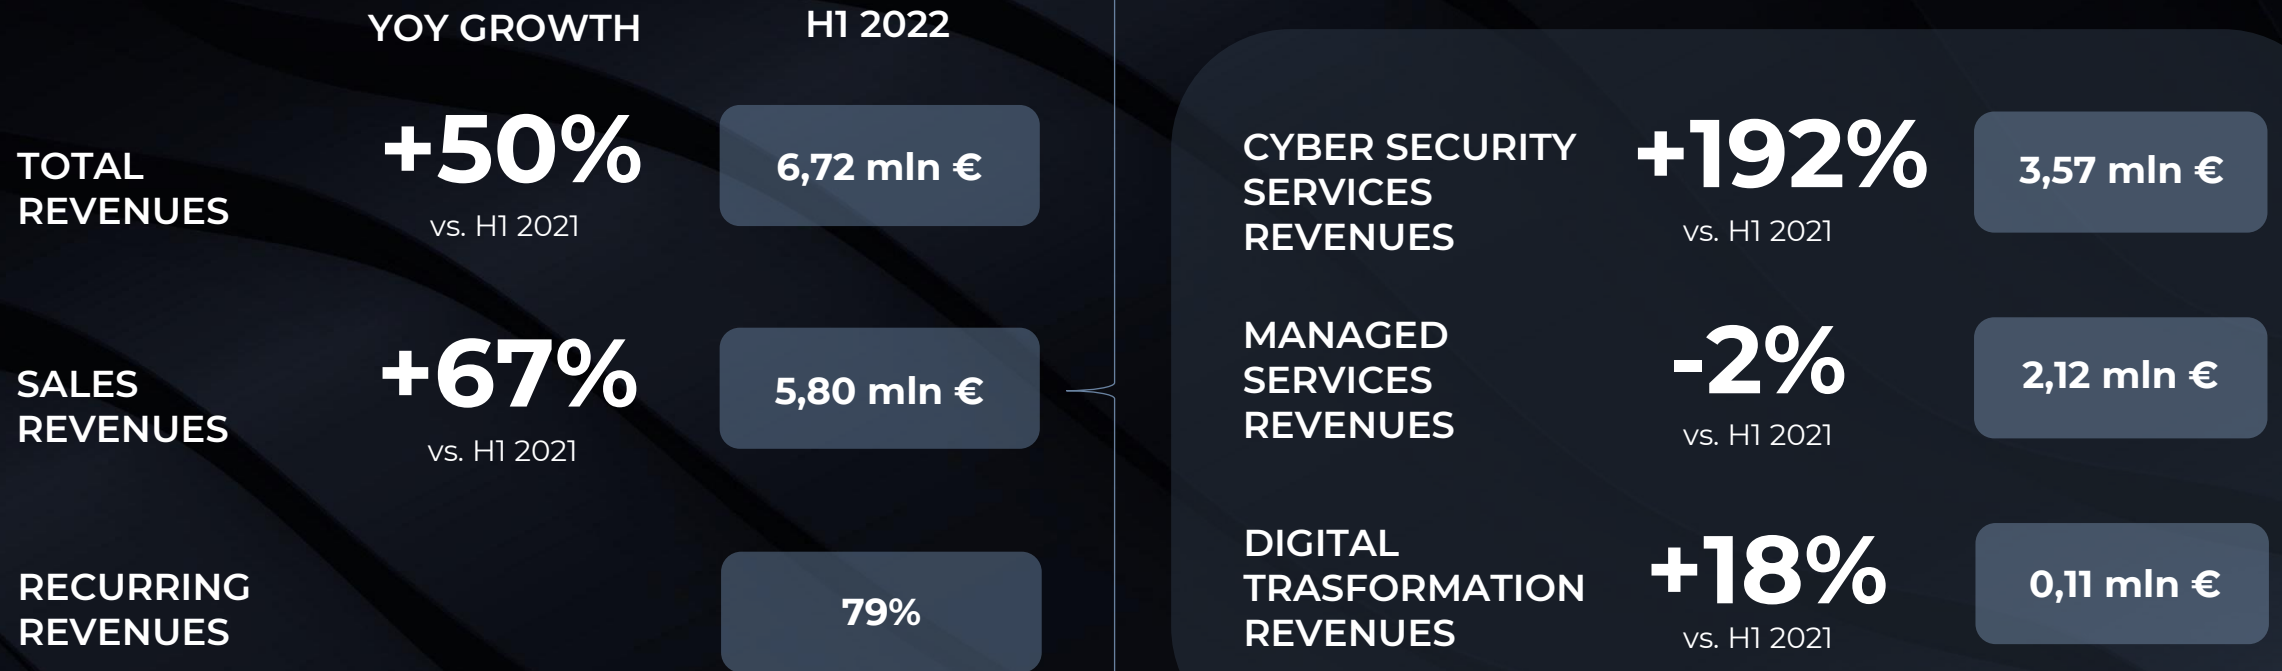 YOY GROWTH
H1 2022
TOTAL
REVENUES
+50%
vs. H1 2021
6,72 mln €
SALES
REVENUES
+67%
vs. H1 2021
5,80 mln €
RECURRING
REVENUES
79%
CYBER SECURITY
SERVICES
REVENUES
+192%
vs. H1 2021
3,57 mln €
MANAGED
SERVICES
REVENUES
-2%
vs. H1 2021
2,12 mln €
DIGITAL
TRASFORMATION
REVENUES
+18%
vs. H1 2021
0,11 mln €